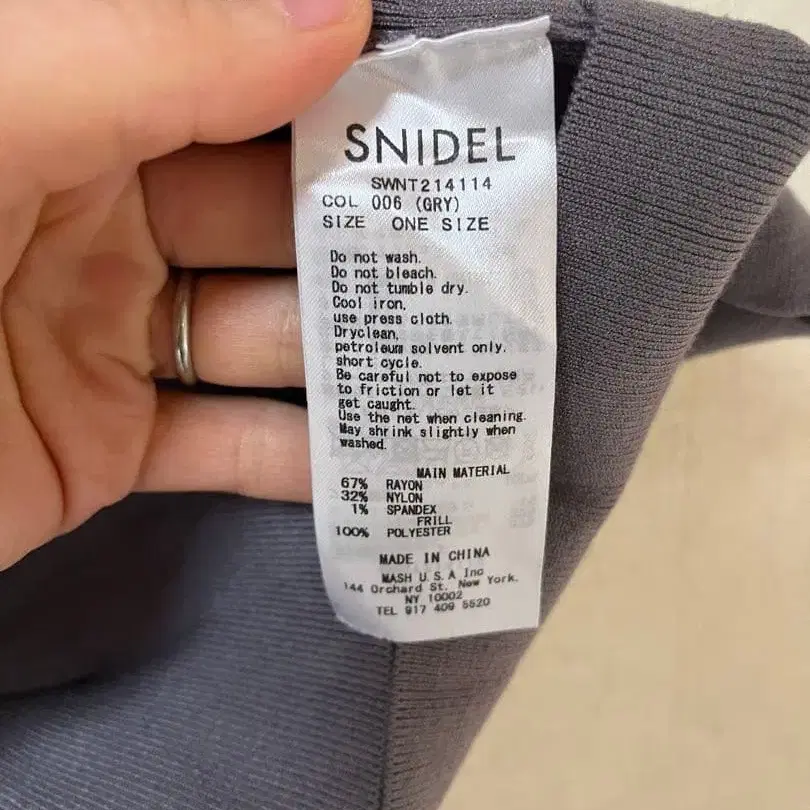 SNIDEL
SWNT214114
COL 006 (GRY)
SIZE ONE SIZE
Do not wash.
Do not bleach.
Do not tumble dry.
Cool iron,
use press cloth.
Dryclean,
petroleum solvent only.
short cycle.
Be careful not to expose
to friction or let it
get caught.
Use the net when cleaning.
May shrink slightly when
washed.
MAIN MATERIAL
67% RAYON
32% NYLON
1% SPANDEX
FRILL
100% POLYESTER
MADE IN CHINA
MASH U.S.A Inc
144 Orchard St. New York.
NY 10002
TEL 917 409 5520